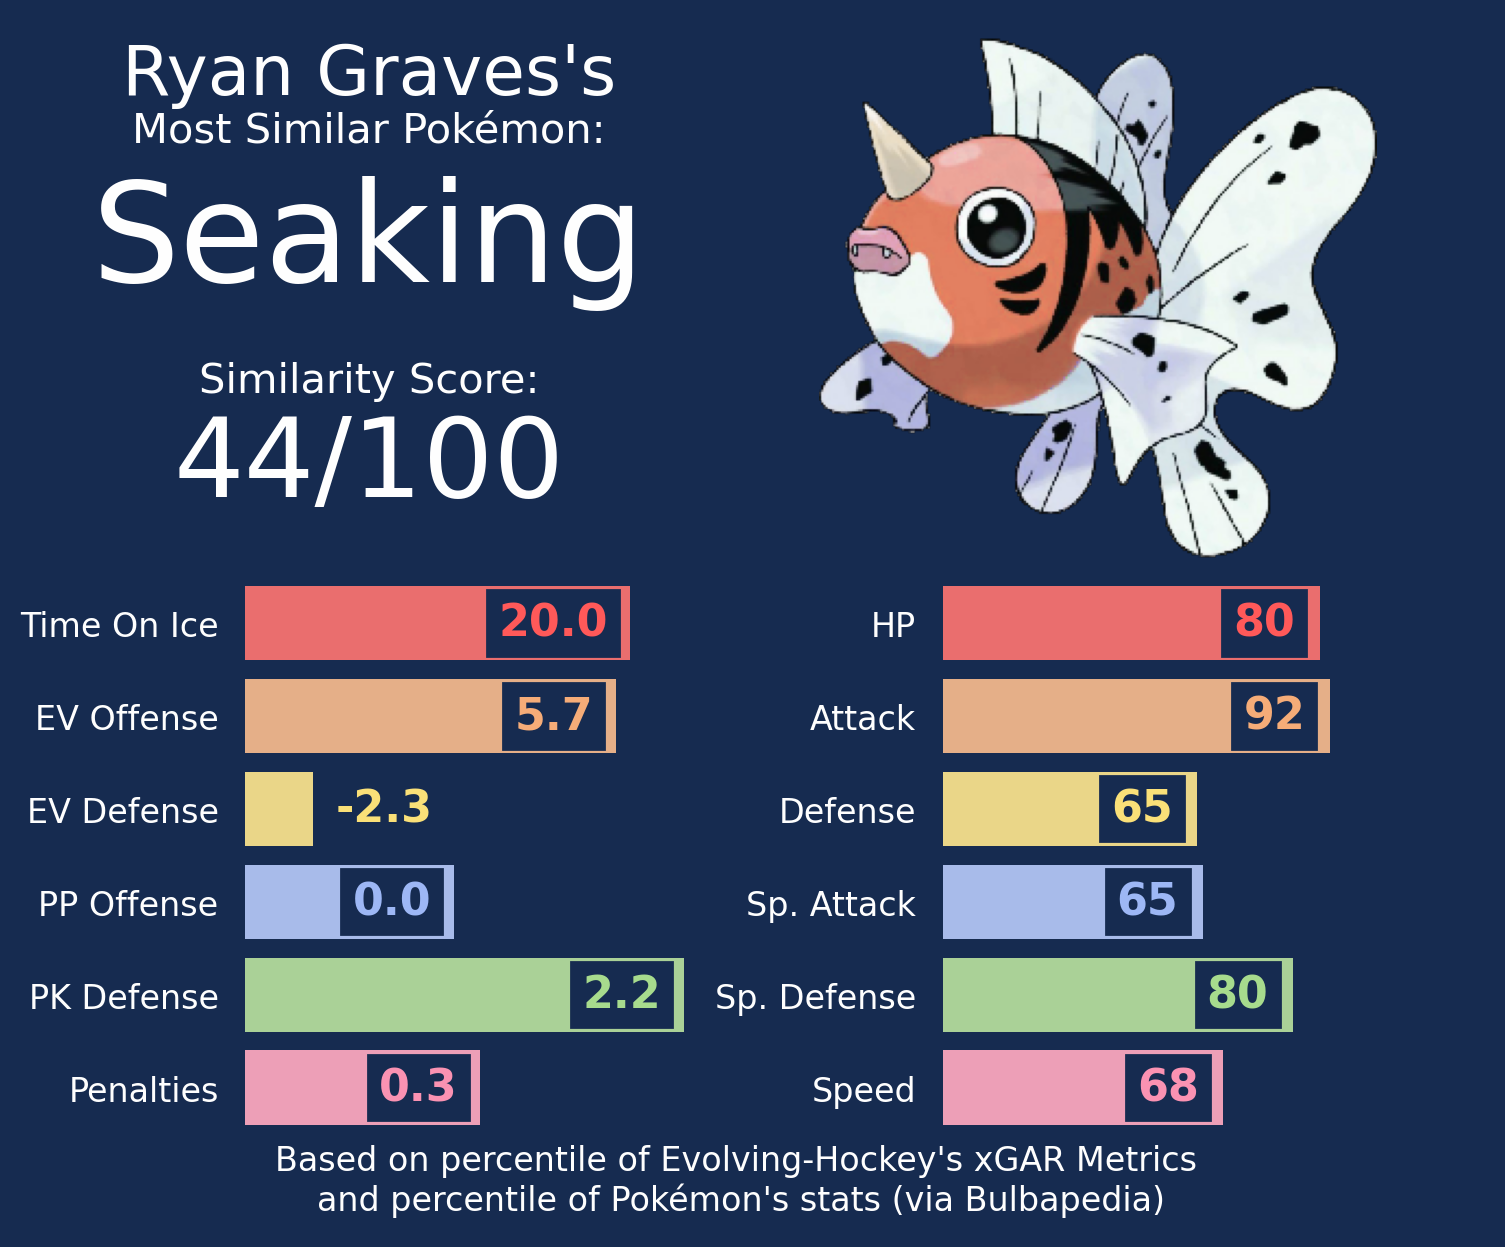 Ryan Graves's
Most Similar Pokémon:
Seaking
Similarity Score:
44/100
Time On Ice 20.0
EV Offense 5.7
EV Defense -2.3
PP Offense 0.0
PK Defense 2.2
Penalties 0.3
HP 80
Attack 92
Defense 65
Sp. Attack 65
Sp. Defense 80
Speed 68
Based on percentile of Evolving-Hockey's xGAR Metrics
and percentile of Pokémon's stats (via Bulbapedia)